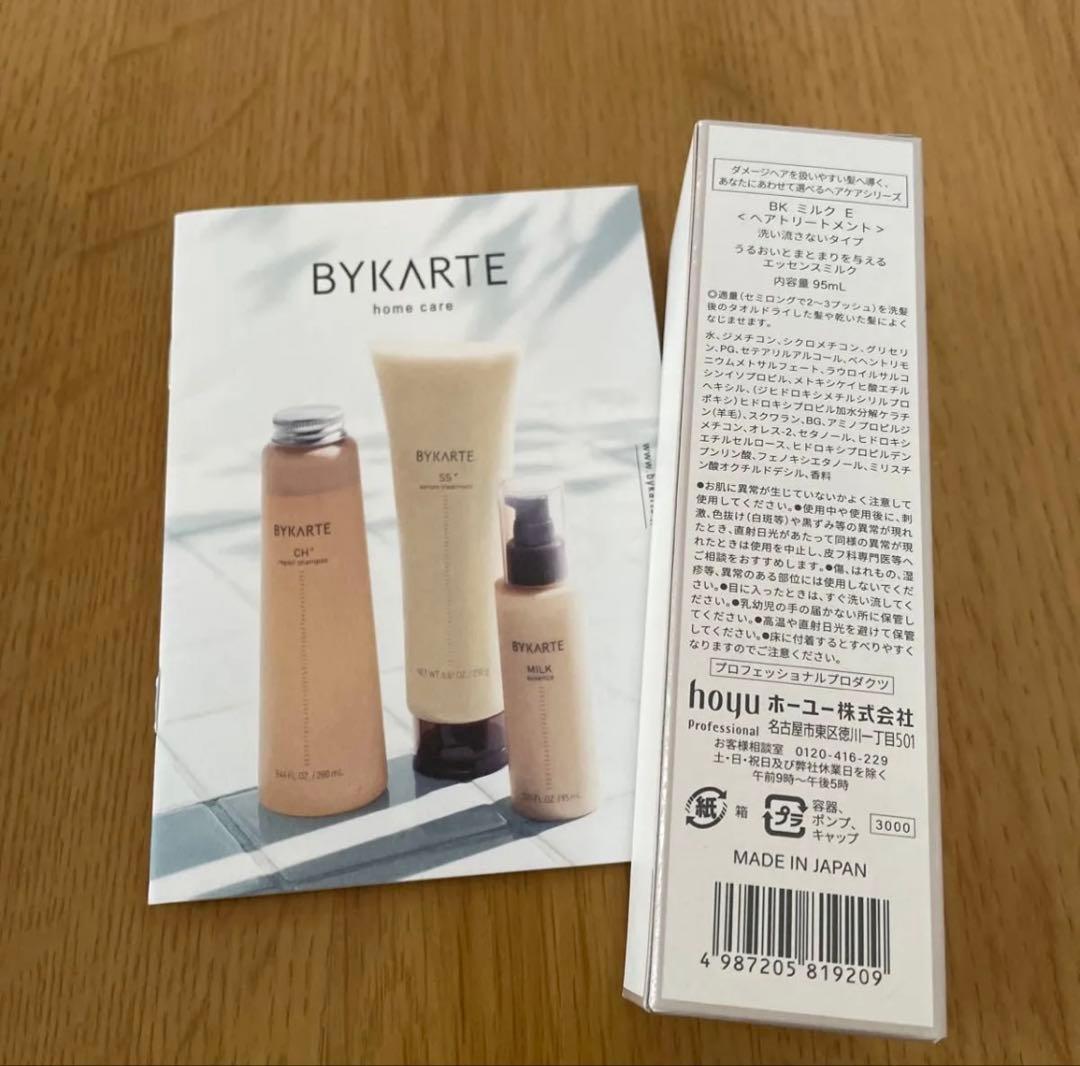 BYKARTE
home care
BYKARTE
CH+
repair shampoo
9.44 FL.OZ. / 280 mL
BYKARTE
SS+
serum treatment
BYKARTE
MILK
essence
ダメージヘアを扱いやすい髪へ導く、
あなたにあわせて選べるヘアケアシリーズ
BK ミルク E
<ヘアトリートメント>
洗い流さないタイプ
うるおいとまとまりを与える
エッセンスミルク
内容量 95mL
◎適量(セミロングで2〜3プッシュ)を洗髪
後のタオルドライした髪や乾いた髪によく
なじませます。
水、ジメチコン、シクロメチコン、グリセリ
ン、PG、セテアリルアルコール、ベヘントリモ
ニウムメトサルフェート、ラウロイルサルコ
シンイソプロピル、メトキシケイヒ酸エチル
ヘキシル、(ジヒドロキシメチルシリルプロ
ポキシ)ヒドロキシプロピル加水分解ケラチ
ン(羊毛)、スクワラン、BG、アミノプロピルジ
メチコン、オレス-2、セタノール、ヒドロキシ
エチルセルロース、ヒドロキシプロピルデン
プンリン酸、フェノキシエタノール、ミリスチ
ン酸オクチルドデシル、香料
●お肌に異常が生じていないかよく注意して
使用してください。●使用中や使用後に、刺
激、色抜け(白斑等)や黒ずみ等の異常が現れ
たとき、直射日光があたって同様の異常が現
れたときは使用を中止し、皮フ科専門医等へ
ご相談をおすすめします。●傷、はれもの、湿
疹等、異常のある部位には使用しないでくだ
さい。●目に入ったときは、すぐ洗い流してく
ださい。●乳幼児の手の届かない所に保管し
てください。●高温や直射日光を避けて保管
してください。●床に付着するとすべりやすく
なりますのでご注意ください。
プロフェッショナルプロダクツ
hoyu ホーユー株式会社
Professional 名古屋市東区徳川一丁目501
お客様相談室 0120-416-229
土・日・祝日及び弊社休業日を除く
午前9時〜午後5時
紙 箱
プラ 容器、
ポンプ、
キャップ
3000
MADE IN JAPAN
4 987205 819209